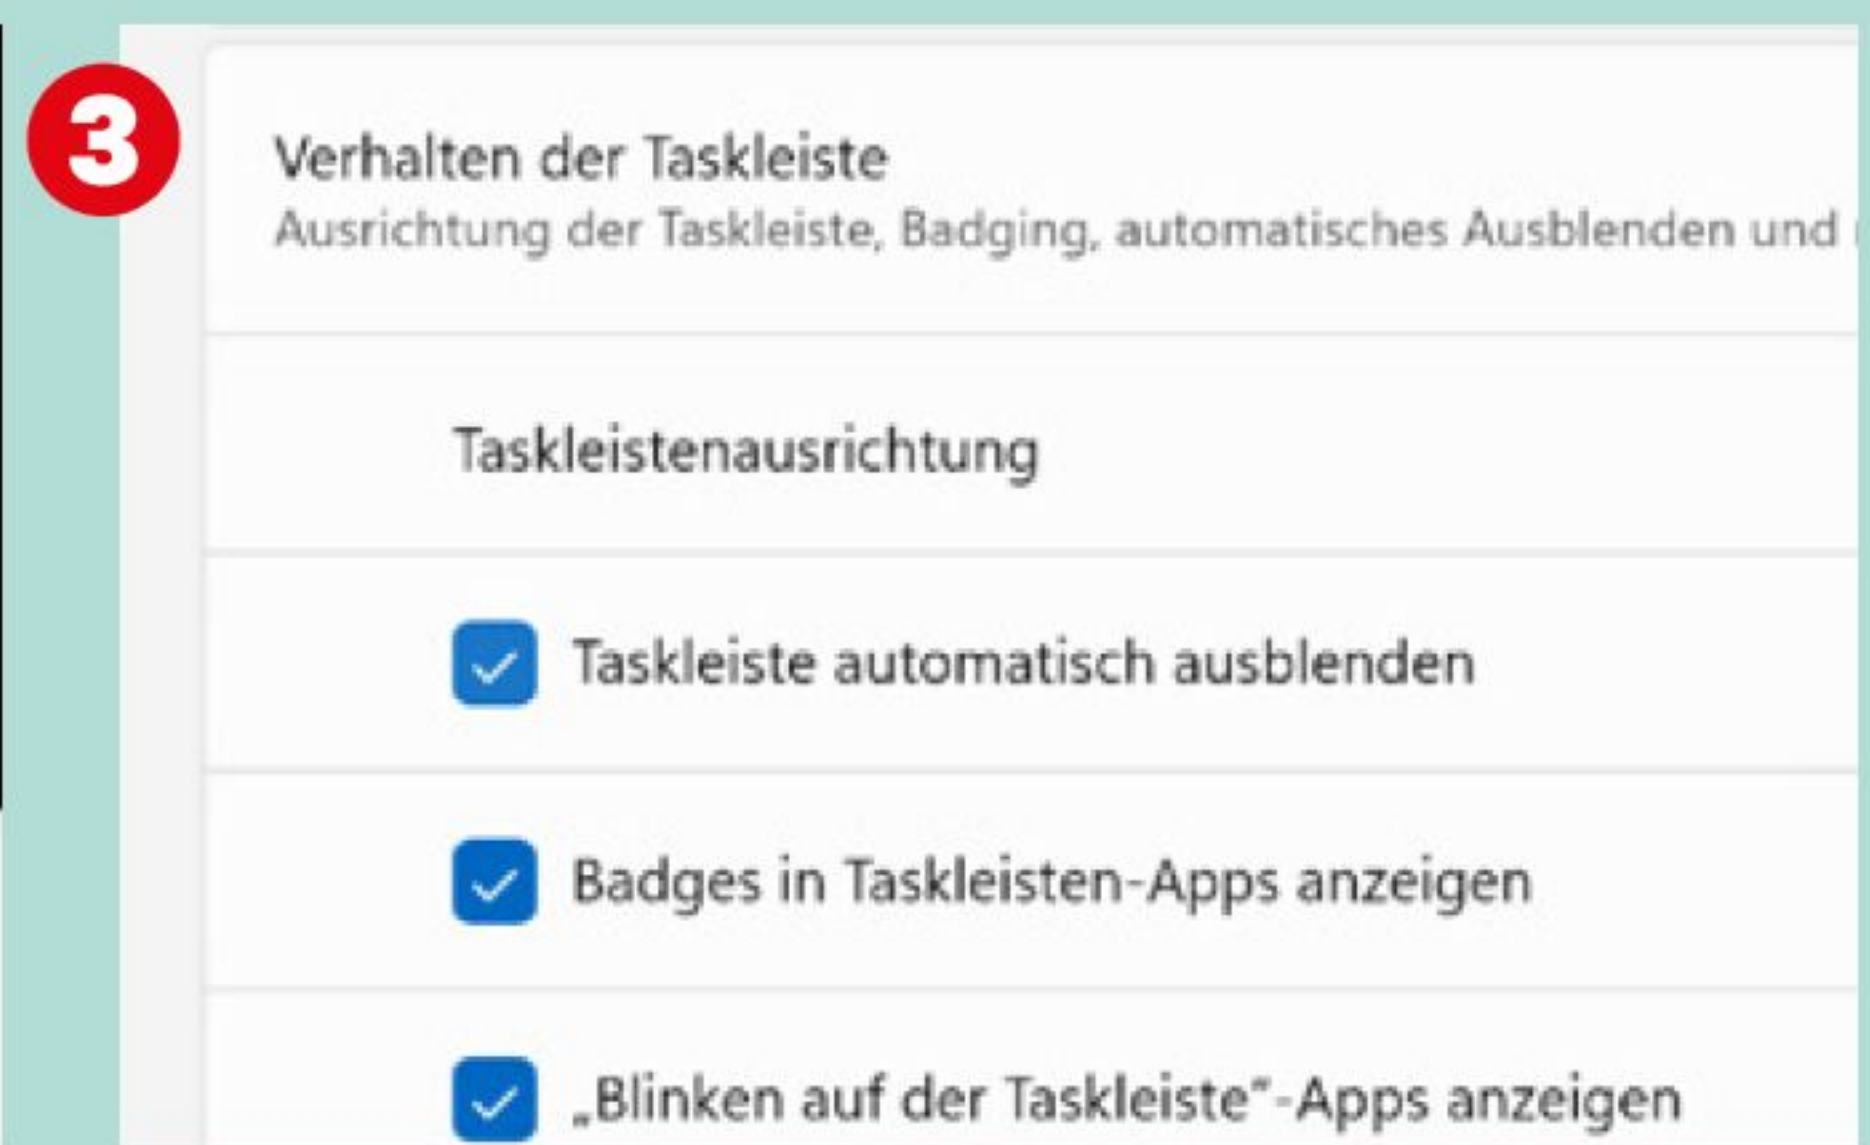 3
Verhalten der Taskleiste
Ausrichtung der Taskleiste, Badging, automatisches Ausblenden und
Taskleistenausrichtung
Taskleiste automatisch ausblenden
Badges in Taskleisten-Apps anzeigen
„Blinken auf der Taskleiste“-Apps anzeigen